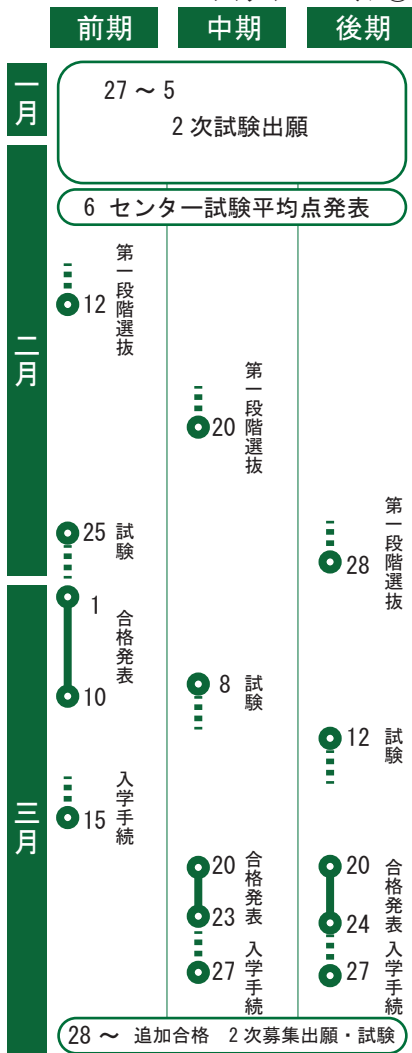 前期 中期 後期
一月
27 ～ 5
2 次試験出願
二月
6 センター試験平均点発表
12 第一段階選抜
20 第一段階選抜
25 試験
28 第一段階選抜
三月
1
合格発表
10
8 試験
12 試験
15 入学手続
20
合格発表
23
27 入学手続
20
合格発表
24
27 入学手続
28 ～ 追加合格 2 次募集出願・試験